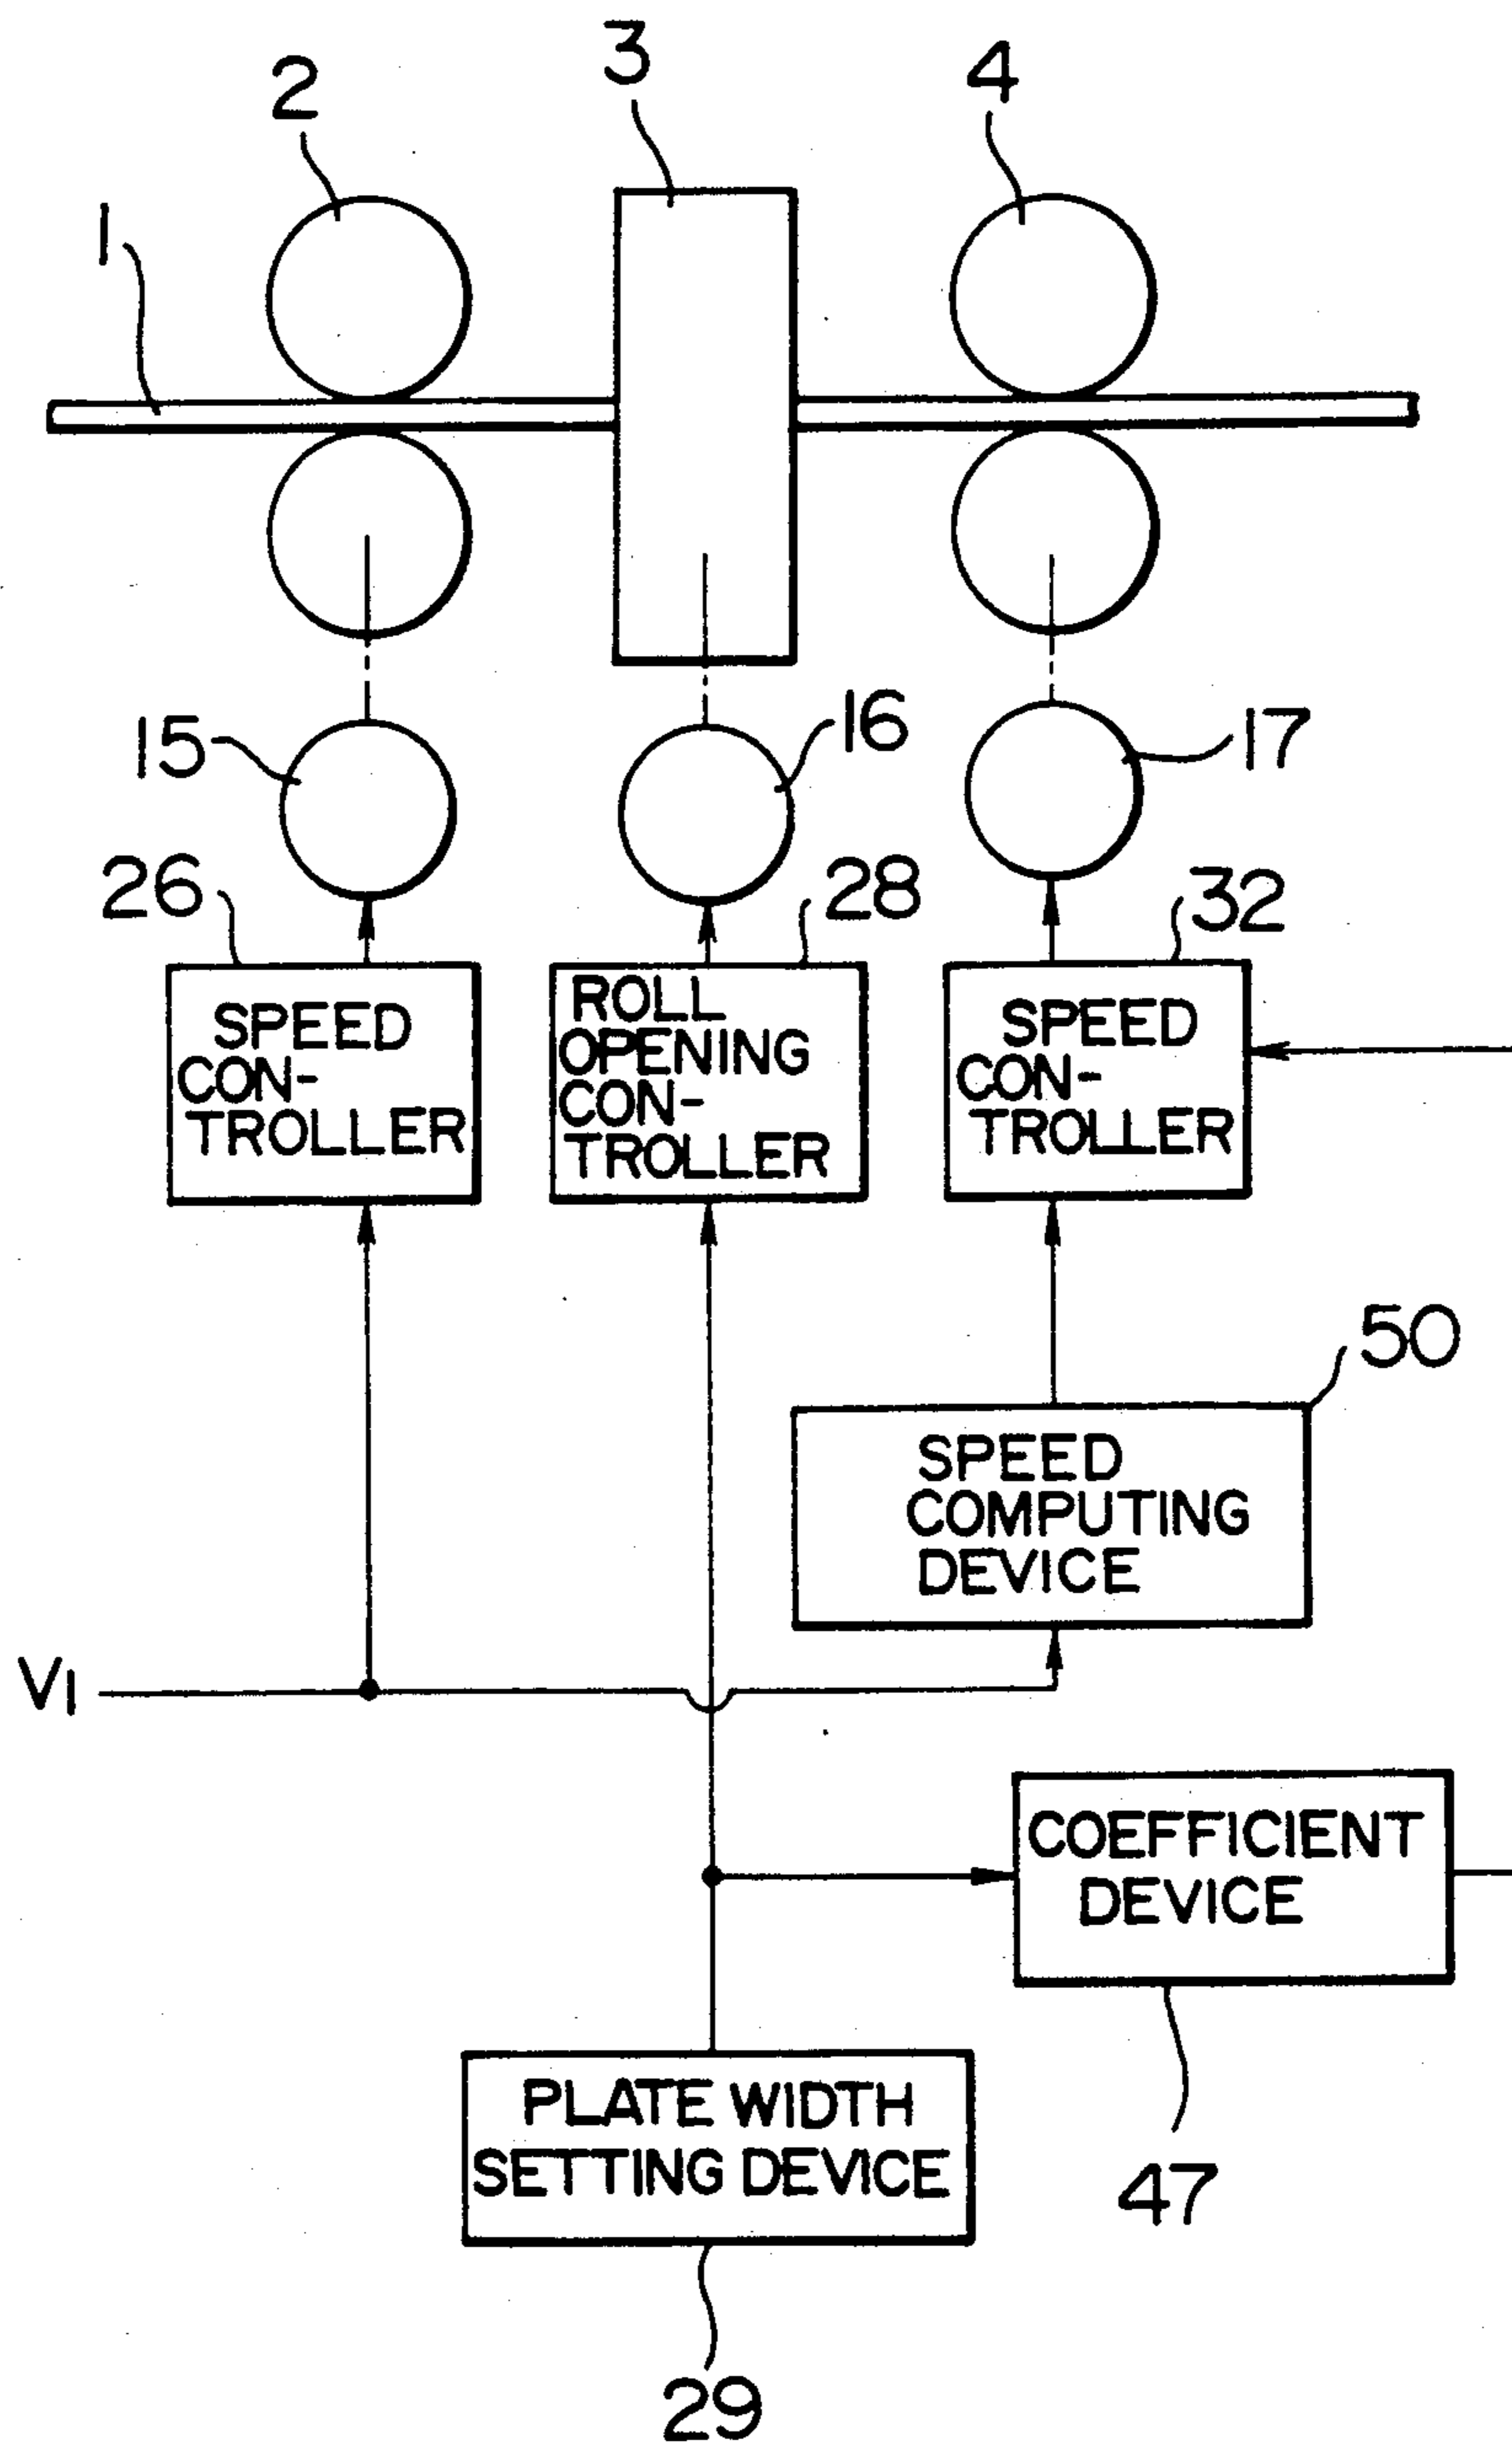 2
3
4
1
15
16
17
26
28
32
SPEED
CON-
TROLLER
ROLL
OPENING
CON-
TROLLER
SPEED
CON-
TROLLER
50
SPEED
COMPUTING
DEVICE
V1
COEFFICIENT
DEVICE
PLATE WIDTH
SETTING DEVICE
47
29